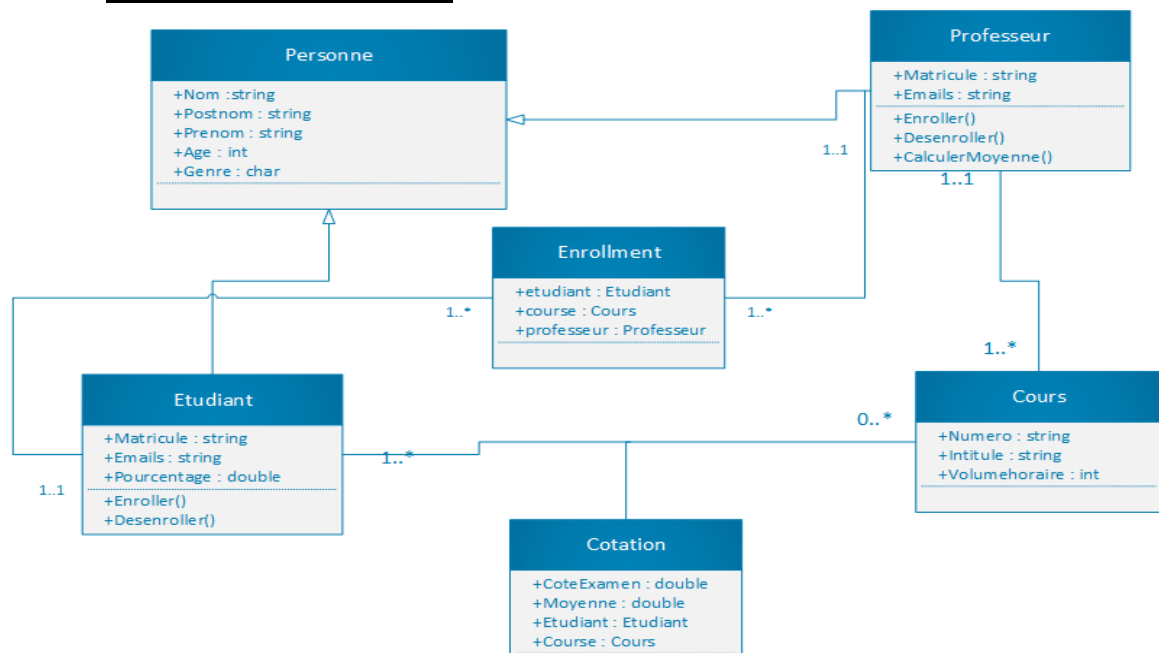 Personne
+Nom :string
+Postnom : string
+Prenom : string
+Age : int
+Genre : char
Professeur
+Matricule : string
+Emails : string
+Enroller()
+Desenroller()
+CalculerMoyenne()
1..1
1..1
Enrollment
+etudiant : Etudiant
+course : Cours
+professeur : Professeur
1..*
1..*
1..*
Etudiant
+Matricule : string
+Emails : string
+Pourcentage : double
+Enroller()
+Desenroller()
1..1
1..*
0..*
Cours
+Numero : string
+Intitule : string
+Volumehoraire : int
Cotation
+CoteExamen : double
+Moyenne : double
+Etudiant : Etudiant
+Course : Cours